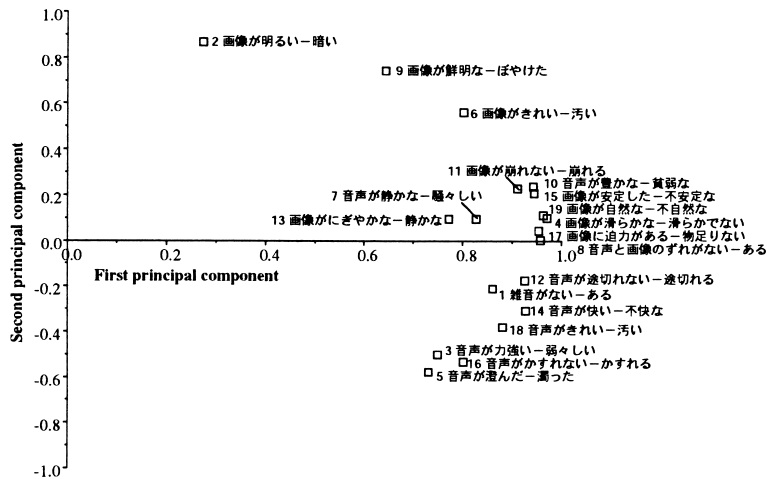 1.0
2 画像が明るい－暗い
0.8
9 画像が鮮明な－ぼやけた
0.6
6 画像がきれい－汚い
0.4
11 画像が崩れない－崩れる
10 音声が豊かな－貧弱な
7 音声が静かな－騒々しい
15 画像が安定した－不安定な
0.2
19 画像が自然な－不自然な
13 画像がにぎやかな－静かな
4 画像が滑らかな－滑らかでない
17 画像に迫力がある－物足りない
0.0
8 音声と画像のずれがない－ある
0.0 0.2 0.4 0.6 0.8 1.0
First principal component
Second principal component
12 音声が途切れない－途切れる
-0.2
1 雑音がない－ある
14 音声が快い－不快な
18 音声がきれい－汚い
-0.4
3 音声が力強い－弱々しい
16 音声がかすれない－かすれる
5 音声が澄んだ－濁った
-0.6
-0.8
-1.0